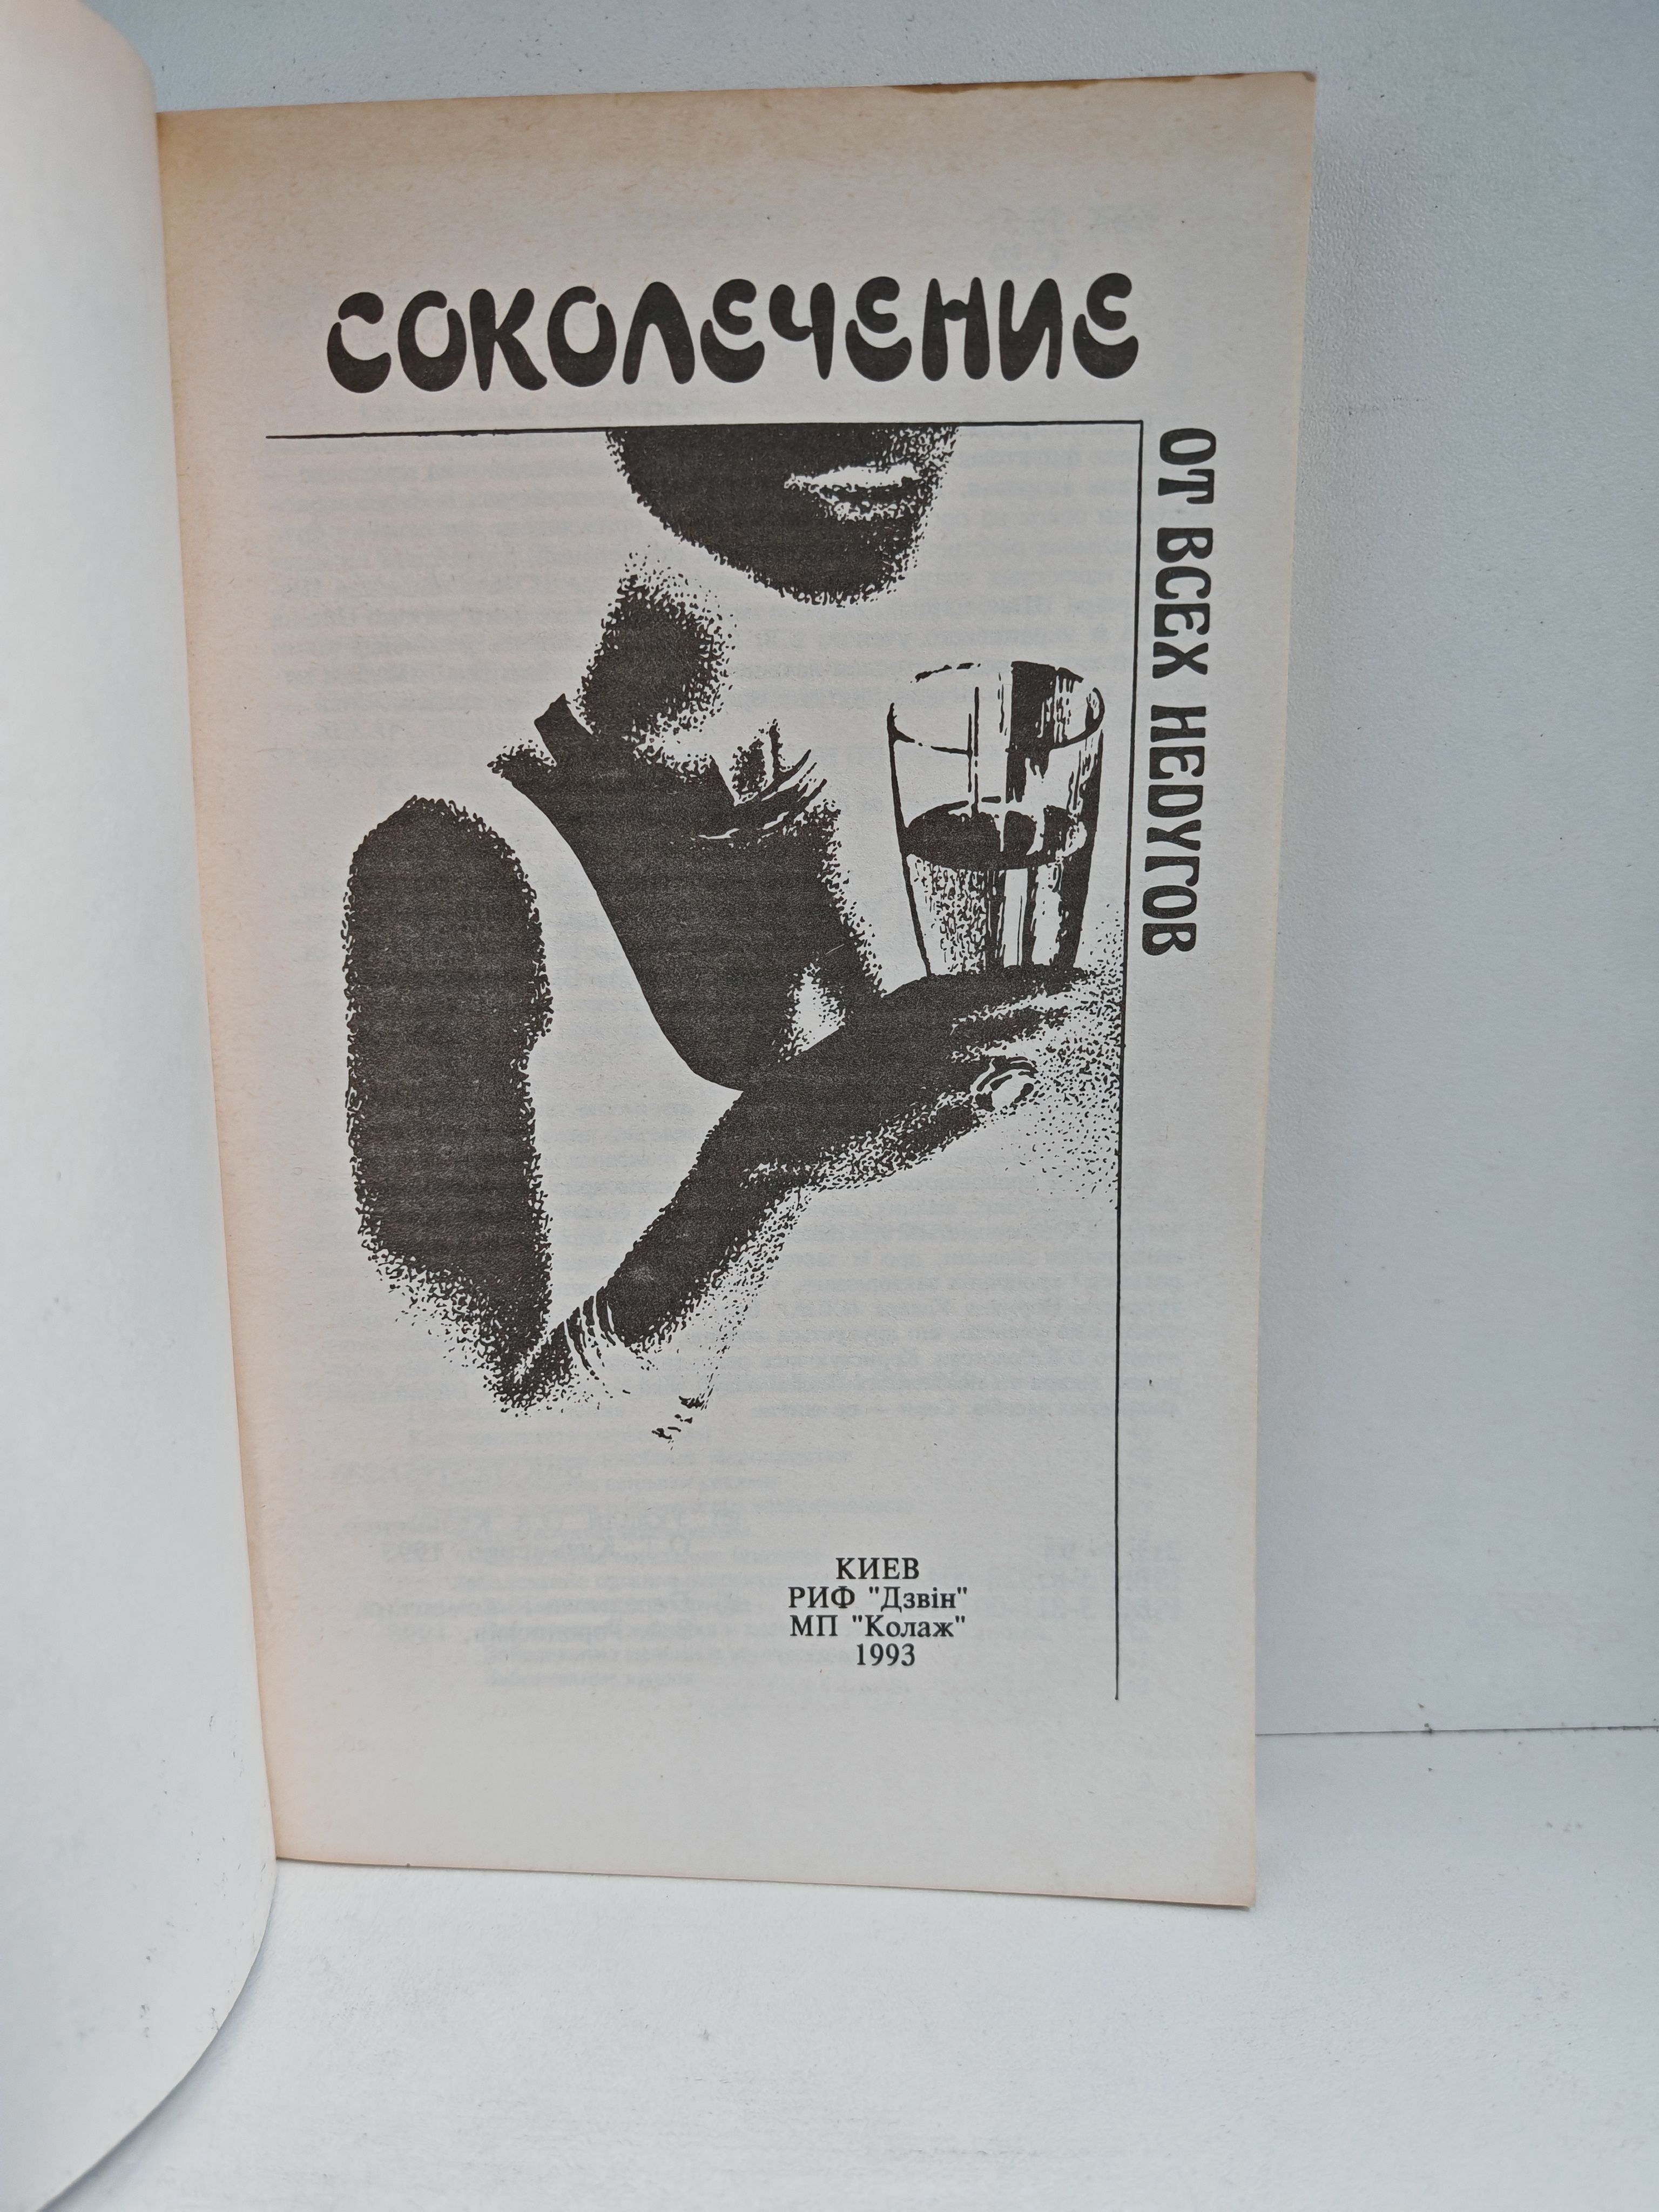 СОКОЛЕЧЕНИЕ
ОТ ВСЕХ НЕДУГОВ
КИЕВ
РИФ "Дзвін"
МП "Колаж"
1993